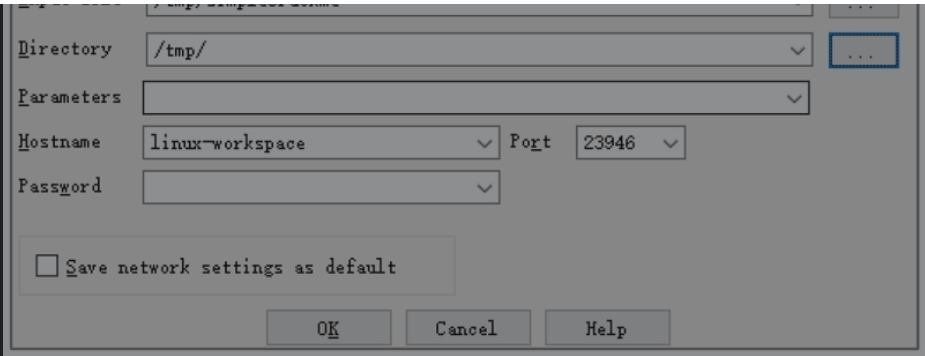 ...
Directory /tmp/ ...
Parameters
Hostname linux-workspace Port 23946
Password
Save network settings as default
OK Cancel Help